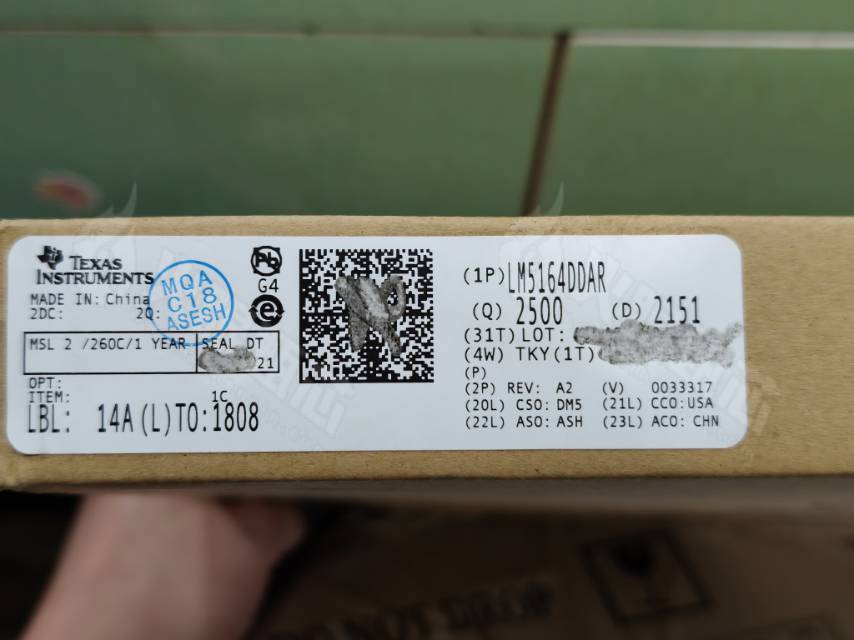 TEXAS
INSTRUMENTS
MADE IN: China
2DC: 2Q:
MQA
C18
ASESH
Pb
G4
e
MSL 2 /260C/1 YEAR SEAL DT
21
OPT:
ITEM: 1C
LBL: 14A (L)TO:1808
(1P)LM5164DDAR
(Q) 2500 (D) 2151
(31T) LOT:
(4W) TKY(1T)
(P)
(2P) REV: A2 (V) 0033317
(20L) CSO: DM5 (21L) CCO:USA
(22L) ASO: ASH (23L) ACO: CHN